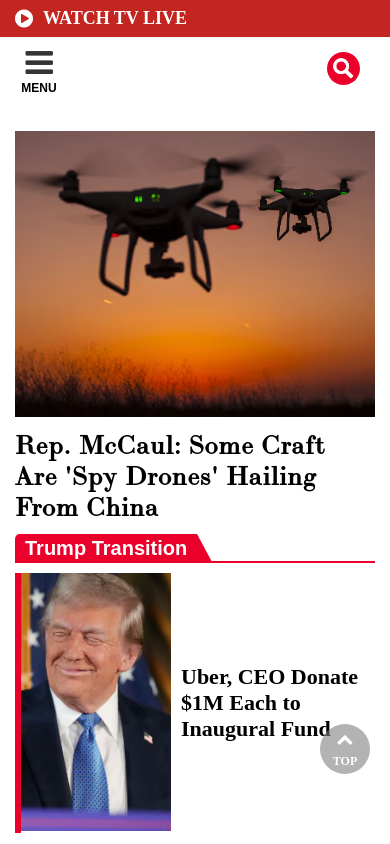 WATCH TV LIVE
MENU
Rep. McCaul: Some Craft
Are 'Spy Drones' Hailing
From China
Trump Transition
Uber, CEO Donate
$1M Each to
Inaugural Fund
TOP